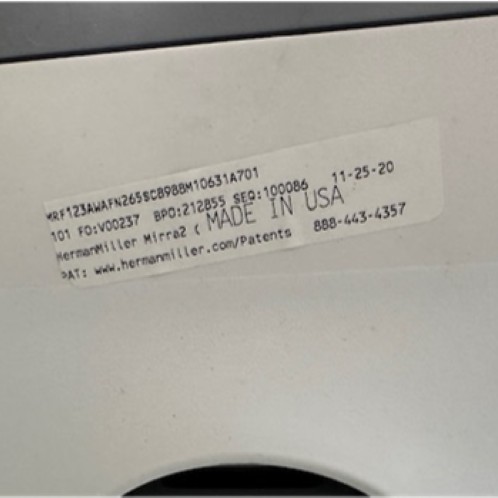 MRF123AWAFN265SC8988M10631A701
101 FO:V00237 BPO:212855 SEQ:100086 11-25-20
HermanMiller Mirra2 ( MADE IN USA
PAT: www.hermanmiller.com/Patents 888-443-4357